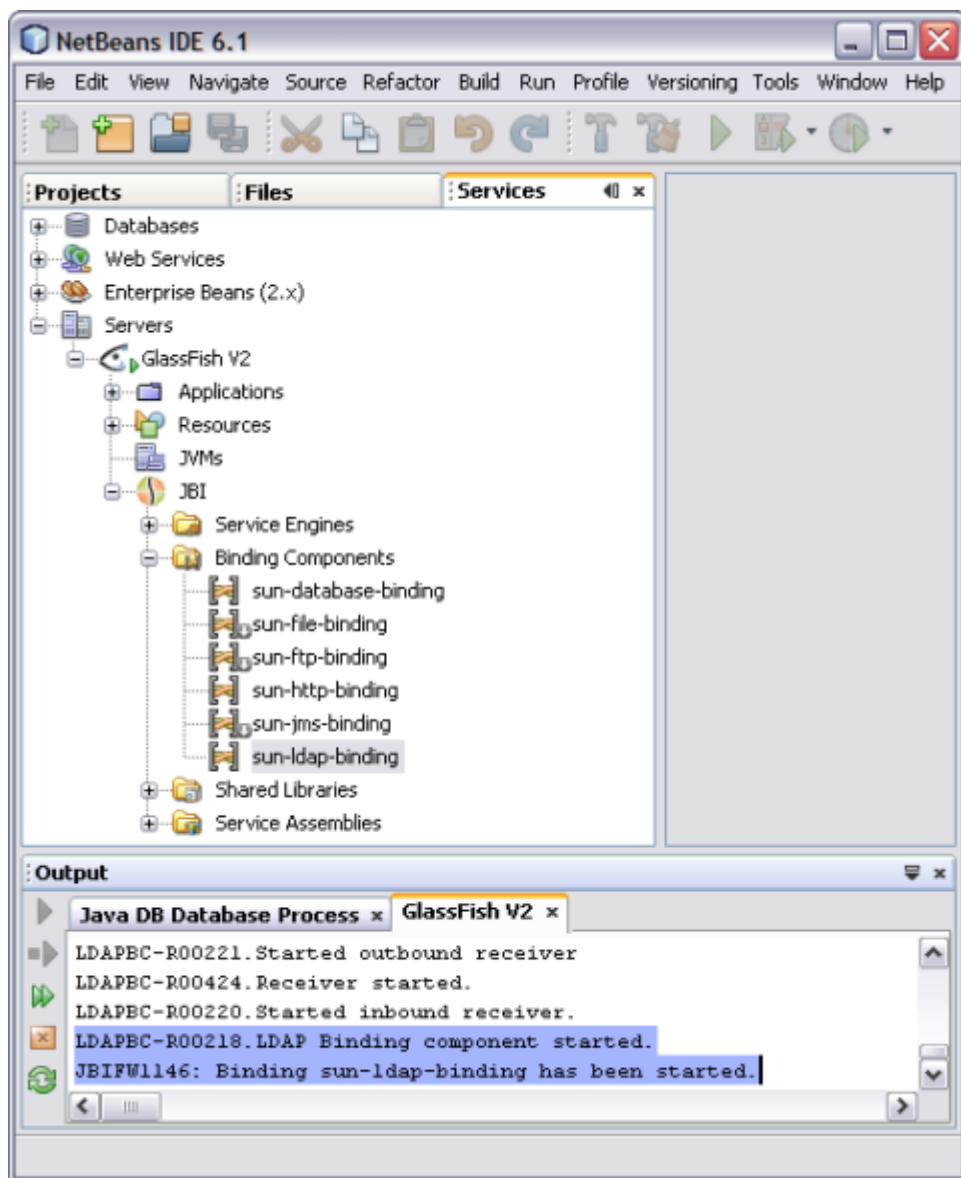 NetBeans IDE 6.1
File Edit View Navigate Source Refactor Build Run Profile Versioning Tools Window Help
Projects Files Services
Databases
Web Services
Enterprise Beans (2.x)
Servers
GlassFish V2
Applications
Resources
JVMs
JBI
Service Engines
Binding Components
sun-database-binding
sun-file-binding
sun-ftp-binding
sun-http-binding
sun-jms-binding
sun-ldap-binding
Shared Libraries
Service Assemblies
Output
Java DB Database Process x GlassFish V2 x
LDAPBC-R00221.Started outbound receiver
LDAPBC-R00424.Receiver started.
LDAPBC-R00220.Started inbound receiver.
LDAPBC-R00218.LDAP Binding component started.
JBIFW1146: Binding sun-ldap-binding has been started.